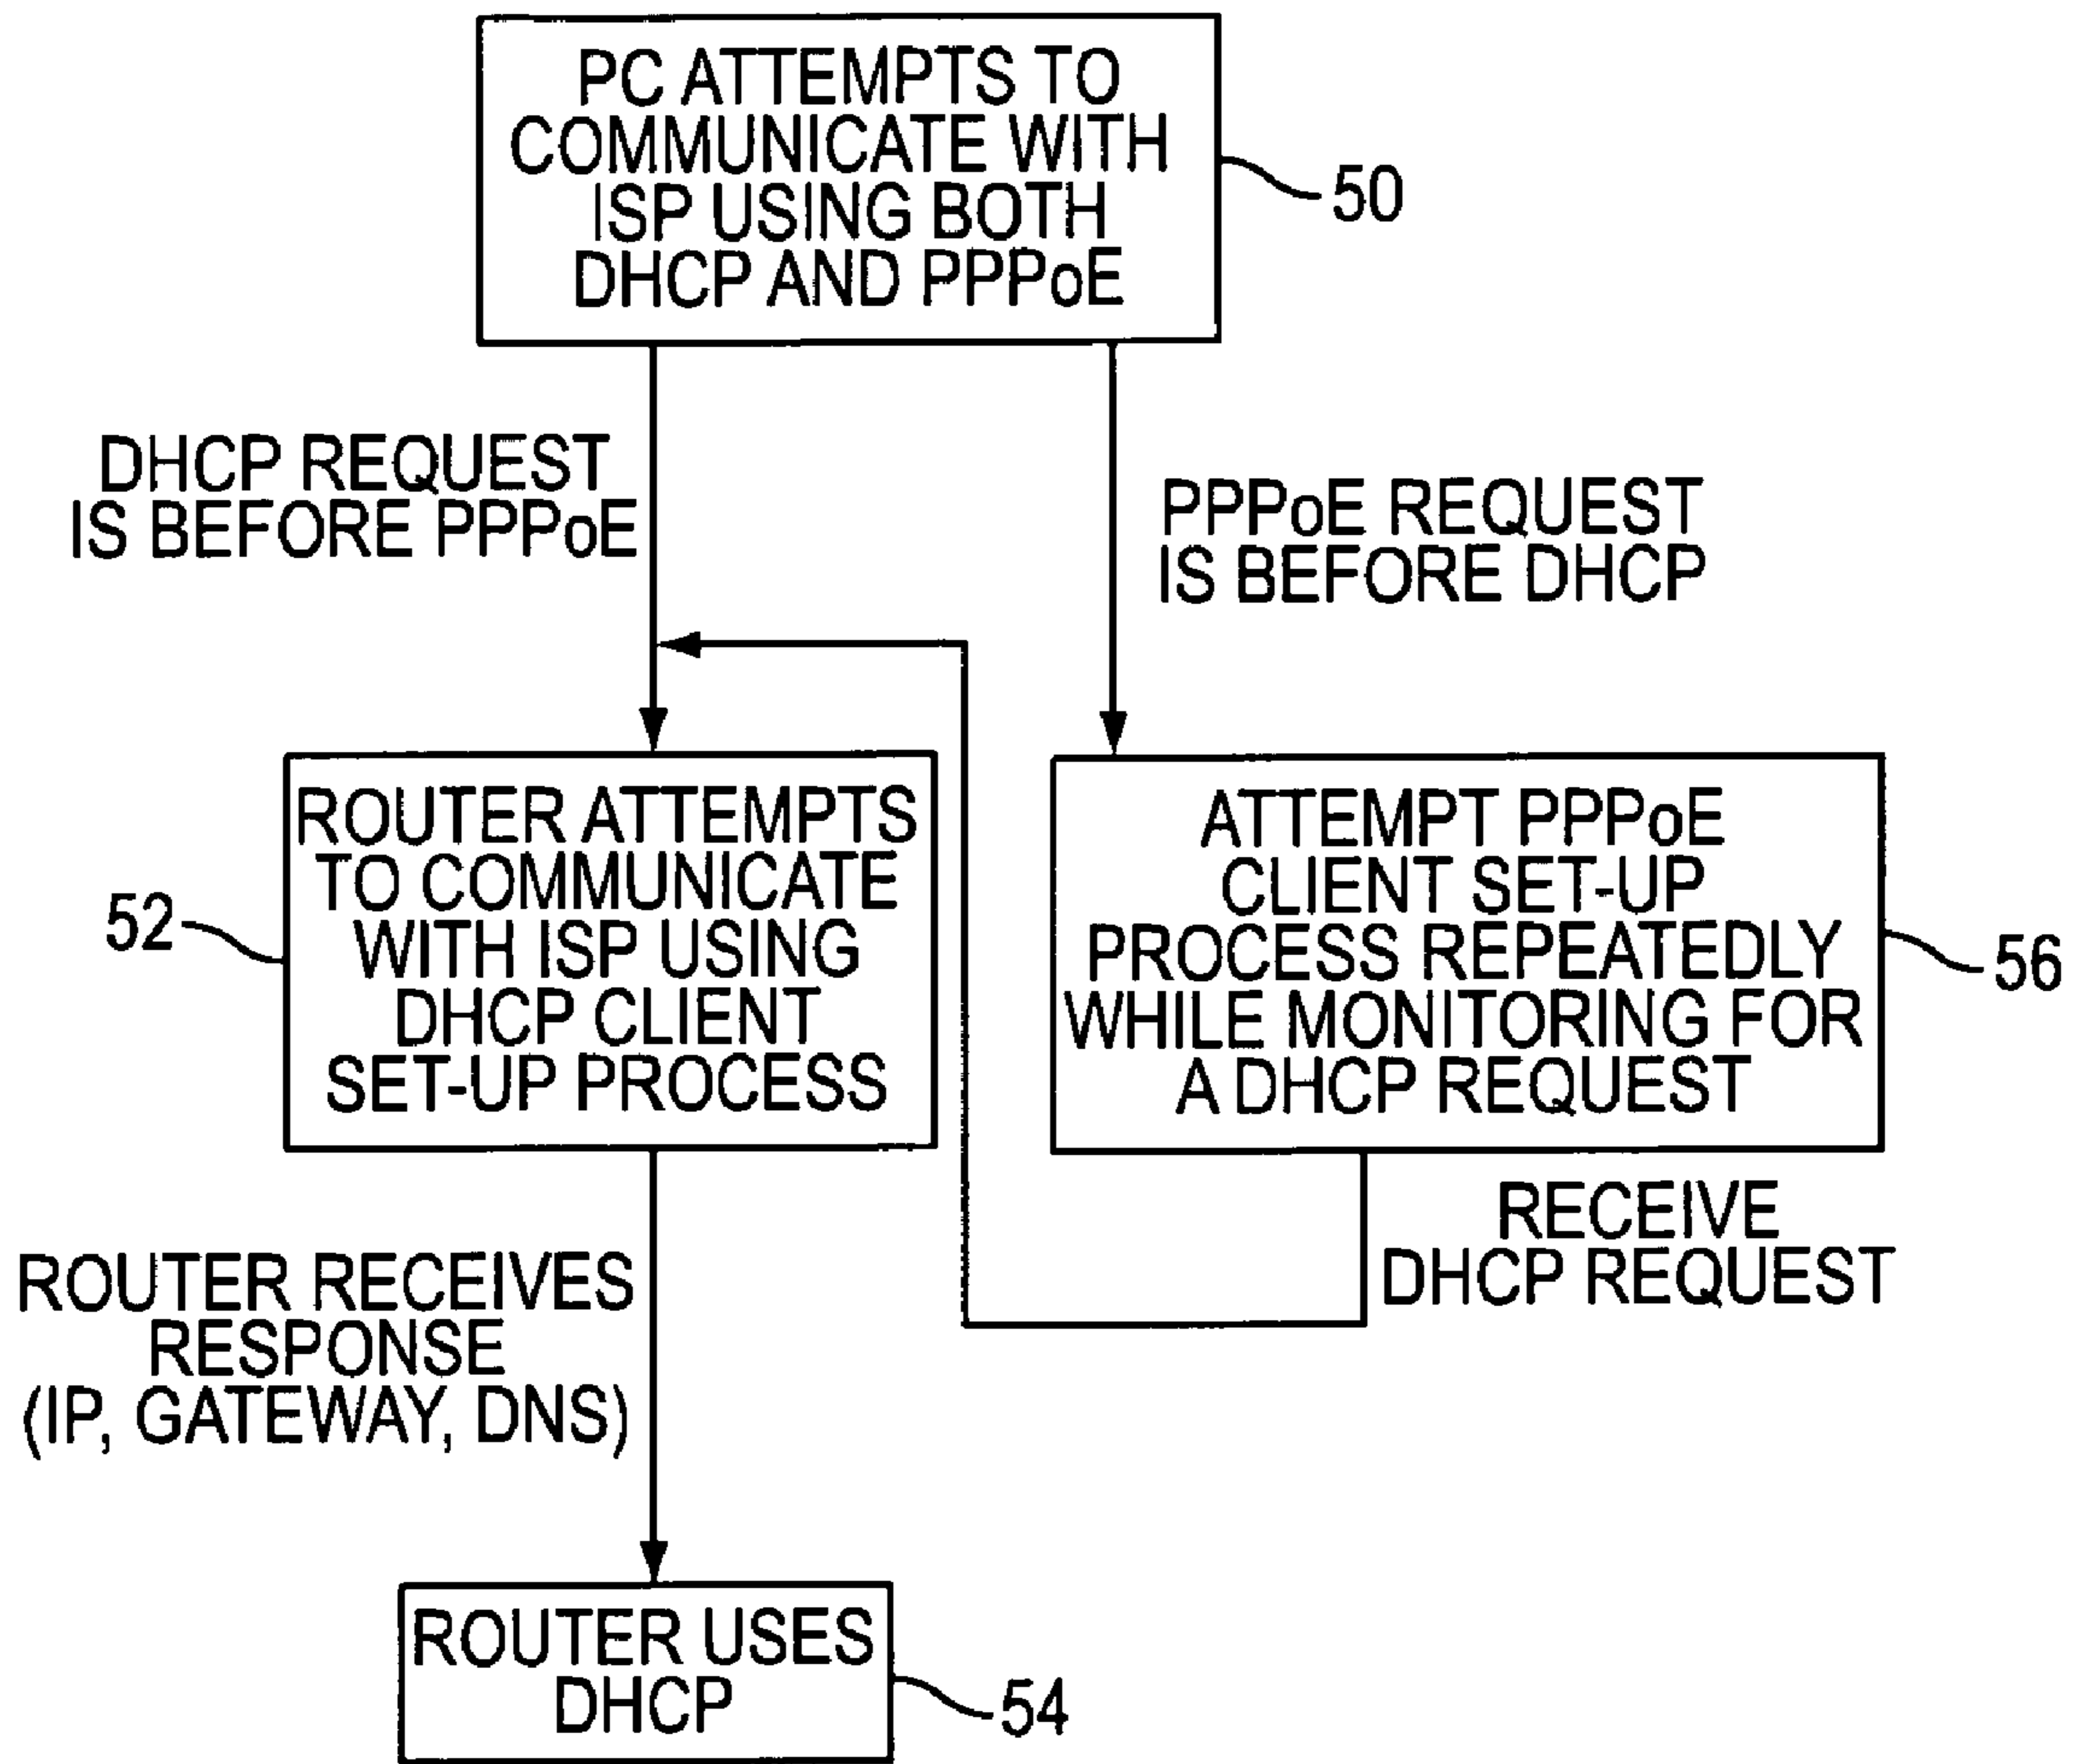 PC ATTEMPTS TO
COMMUNICATE WITH
ISP USING BOTH
DHCP AND PPPoE
50
DHCP REQUEST
IS BEFORE PPPoE
PPPoE REQUEST
IS BEFORE DHCP
ROUTER ATTEMPTS
TO COMMUNICATE
WITH ISP USING
DHCP CLIENT
SET-UP PROCESS
52
ATTEMPT PPPoE
CLIENT SET-UP
PROCESS REPEATEDLY
WHILE MONITORING FOR
A DHCP REQUEST
56
RECEIVE
DHCP REQUEST
ROUTER RECEIVES
RESPONSE
(IP, GATEWAY, DNS)
ROUTER USES
DHCP
54